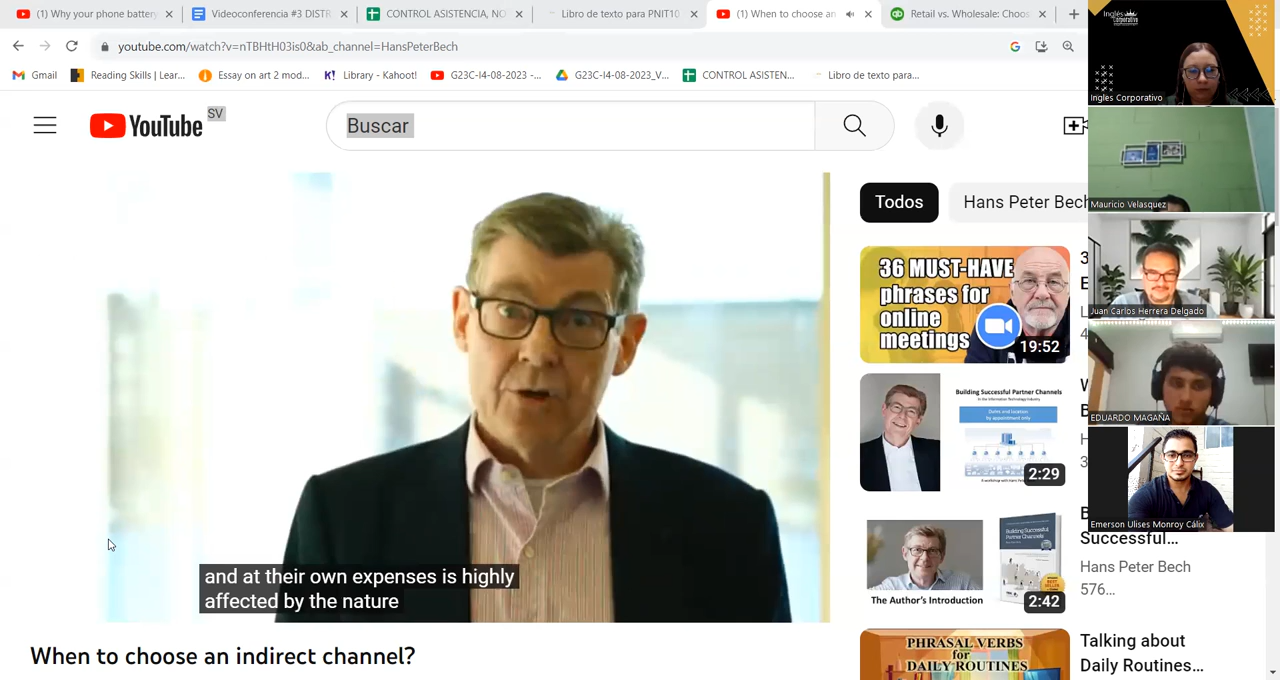 (1) Why your phone battery
Videoconferencia #3 DISTR
CONTROL ASISTENCIA, NO
Libro de texto para PNIT10
(1) When to choose an
Retail vs. Wholesale: Choos
youtube.com/watch?v=nTBHtH03is0&ab_channel=HansPeterBech
Gmail
Reading Skills | Lear...
Essay on art 2 mod...
Library - Kahoot!
G23C-I4-08-2023 -...
G23C-I4-08-2023_V...
CONTROL ASISTEN...
Libro de texto para...
YouTube
SV
Buscar
Todos
Hans Peter Bech
and at their own expenses is highly
affected by the nature
When to choose an indirect channel?
36 MUST-HAVE
phrases for
online
meetings
19:52
Building Successful
Partner Channels
2:29
The Author's Introduction
Building Successful
Partner Channels
2:42
Successful...
Hans Peter Bech
576...
PHRASAL VERBS
for
DAILY ROUTINES
Talking about
Daily Routines...
Inglés
Corporativo
Ingles Corporativo
Mauricio Velasquez
Juan Carlos Herrera Delgado
EDUARDO MAGAÑA
Emerson Ulises Monroy Cálix